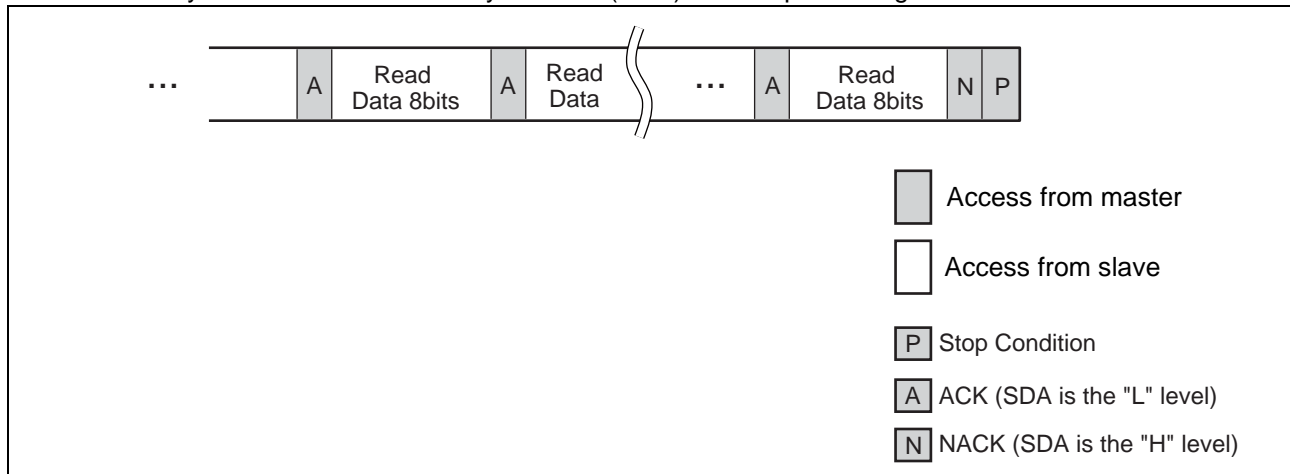 ...
A
Read
Data 8bits
A
Read
Data
...
A
Read
Data 8bits
N
P
Access from master
Access from slave
P Stop Condition
A ACK (SDA is the "L" level)
N NACK (SDA is the "H" level)